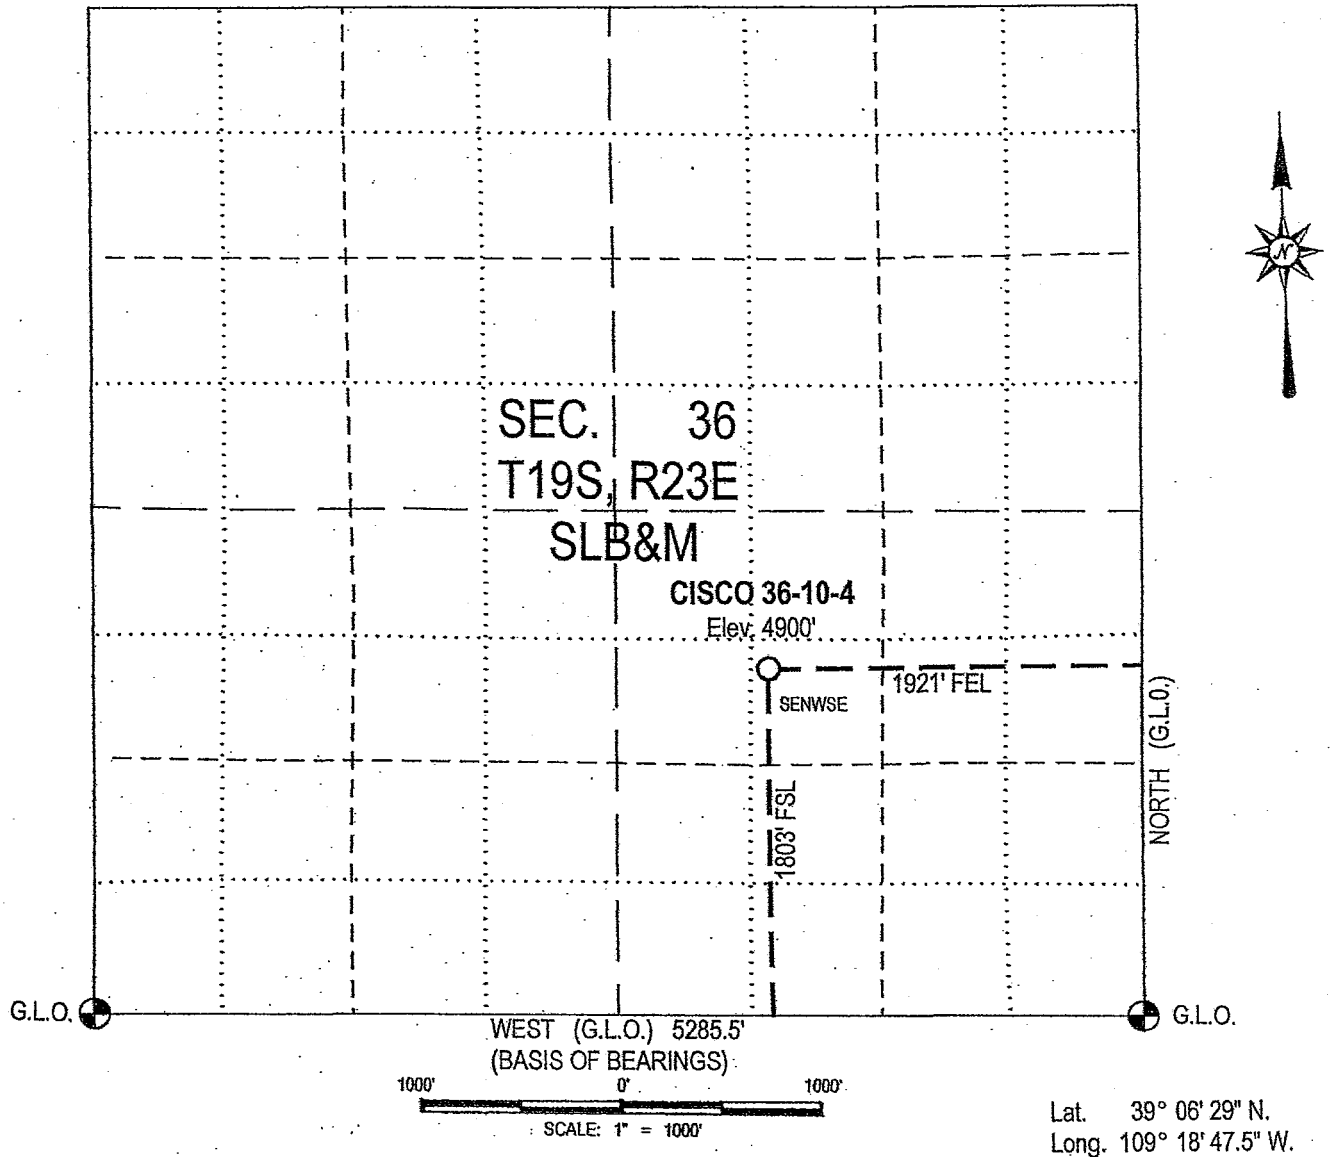 N
SEC. 36
T19S, R23E
SLB&M
CISCO 36-10-4
Elev. 4900'
1921' FEL
SENWSE
1803' FSL
NORTH (G.L.O.)
G.L.O.
G.L.O.
WEST (G.L.O.) 5285.5'
(BASIS OF BEARINGS)
1000' 0' 1000'
SCALE: 1" = 1000'
Lat. 39° 06' 29" N.
Long. 109° 18' 47.5" W.